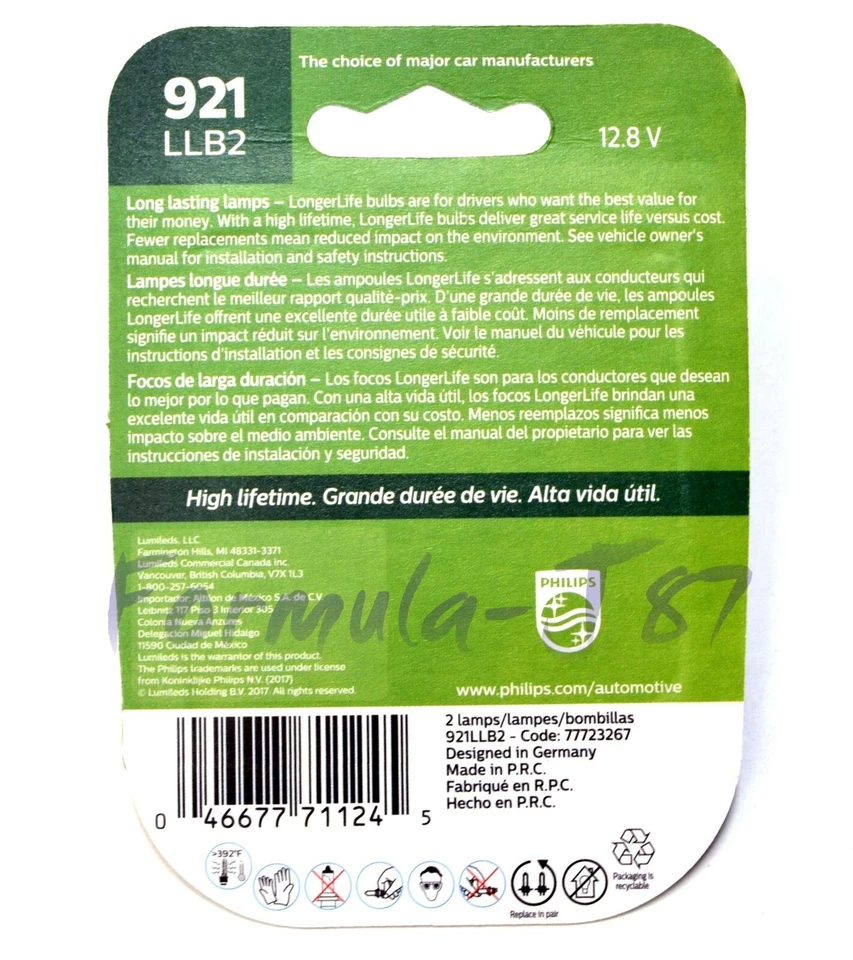 The choice of major car manufacturers
921
LLB2
12.8 V
Long lasting lamps – LongerLife bulbs are for drivers who want the best value for
their money. With a high lifetime, LongerLife bulbs deliver great service life versus cost.
Fewer replacements mean reduced impact on the environment. See vehicle owner's
manual for installation and safety instructions.
Lampes longue durée – Les ampoules LongerLife s'adressent aux conducteurs qui
recherchent le meilleur rapport qualité-prix. D'une grande durée de vie, les ampoules
LongerLife offrent une excellente durée utile à faible coût. Moins de remplacement
signifie un impact réduit sur l'environnement. Voir le manuel du véhicule pour les
instructions d'installation et les consignes de sécurité.
Focos de larga duración – Los focos LongerLife son para los conductores que desean
lo mejor por lo que pagan. Con una alta vida útil, los focos LongerLife brindan una
excelente vida útil en comparación con su costo. Menos reemplazos significa menos
impacto sobre el medio ambiente. Consulte el manual del propietario para ver las
instrucciones de instalación y seguridad.
High lifetime. Grande durée de vie. Alta vida útil.
Lumileds, LLC
Farmington Hills, MI 48331-3371
Lumileds Commercial Canada Inc.
Vancouver, British Columbia, V7X 1L3
1-800-257-6054
Importador: Athlon de México S.A. de C.V.
Leibnitz 117 Piso 3 Interior 305
Colonia Nueva Anzures
Delegación Miguel Hidalgo
11590 Ciudad de México
Lumileds is the warrantor of this product.
The Philips trademarks are used under license
from Koninklijke Philips N.V. (2017)
© Lumileds Holding B.V. 2017. All rights reserved.
Formula-T87
PHILIPS
www.philips.com/automotive
2 lamps/lampes/bombillas
921LLB2 - Code: 77723267
Designed in Germany
Made in P.R.C.
Fabriqué en R.P.C.
Hecho en P.R.C.
0 46677 71124 5
>392°F
Replace in pair
Packaging is
recyclable